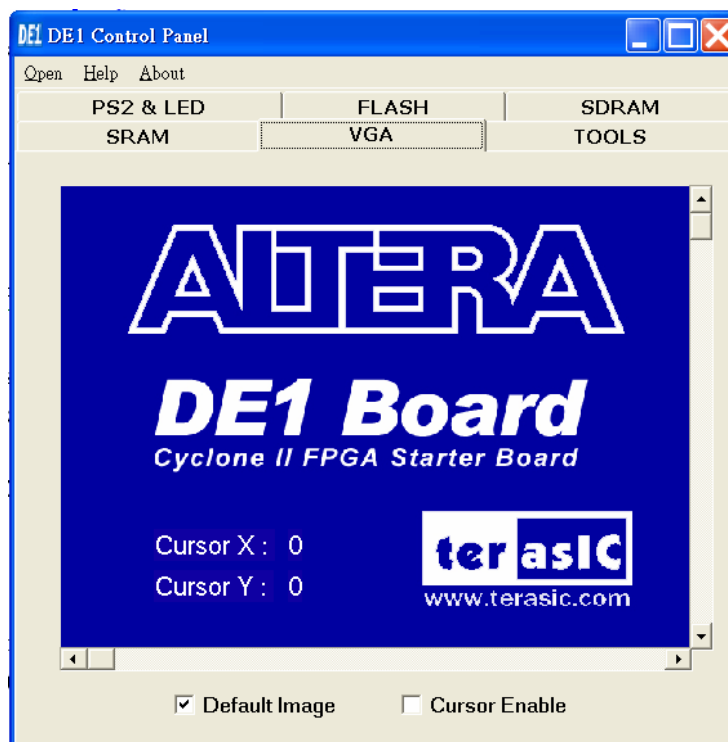 DE1 DE1 Control Panel
Open Help About
PS2 & LED FLASH SDRAM
SRAM VGA TOOLS
ALTERA
DE1 Board
Cyclone II FPGA Starter Board
Cursor X : 0
Cursor Y : 0
terasIC
www.terasic.com
Default Image Cursor Enable